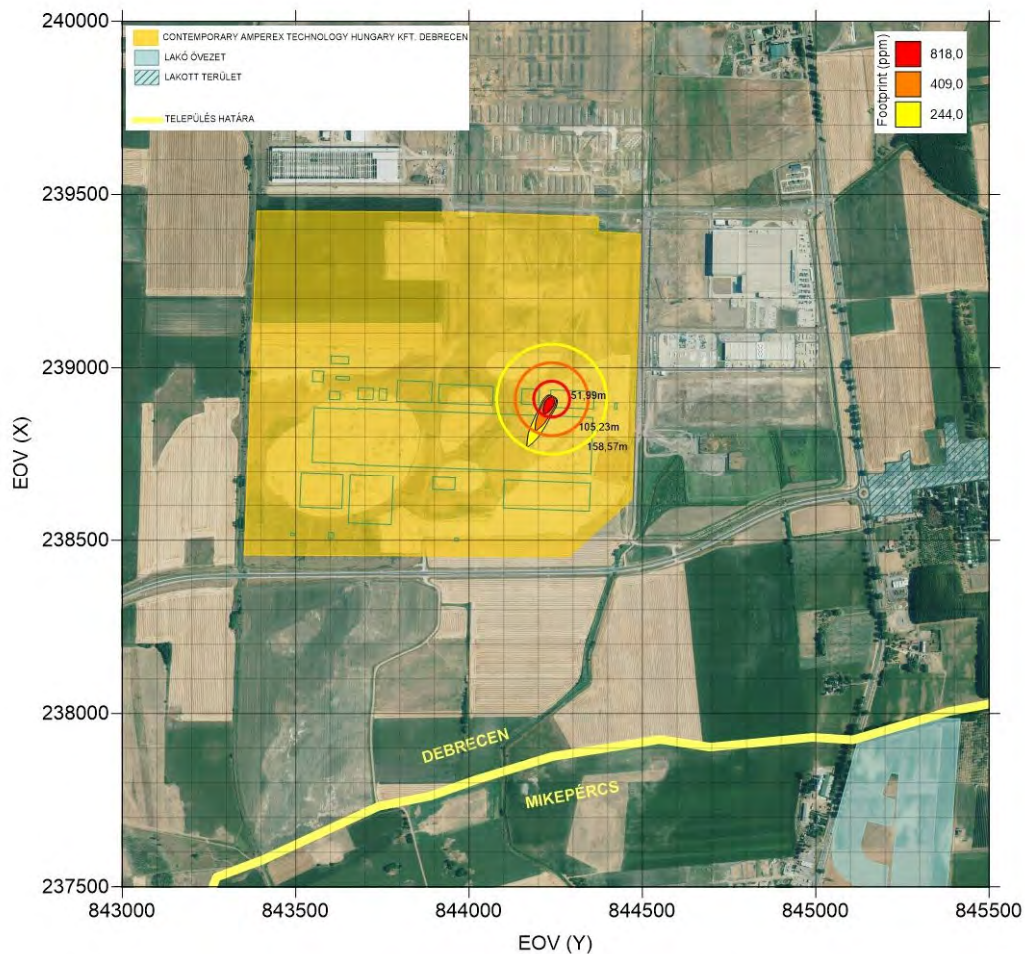 CONTEMPORARY AMPEREX TECHNOLOGY HUNGARY KFT. DEBRECEN
LAKÓ ÖVEZET
LAKOTT TERÜLET
TELEPÜLÉS HATÁRA
Footprint (ppm)
818,0
409,0
244,0
240000
239500
239000
238500
238000
237500
EOV (X)
51,99m
105,23m
158,57m
DEBRECEN
MIKEPÉRCS
843000
843500
844000
844500
845000
845500
EOV (Y)